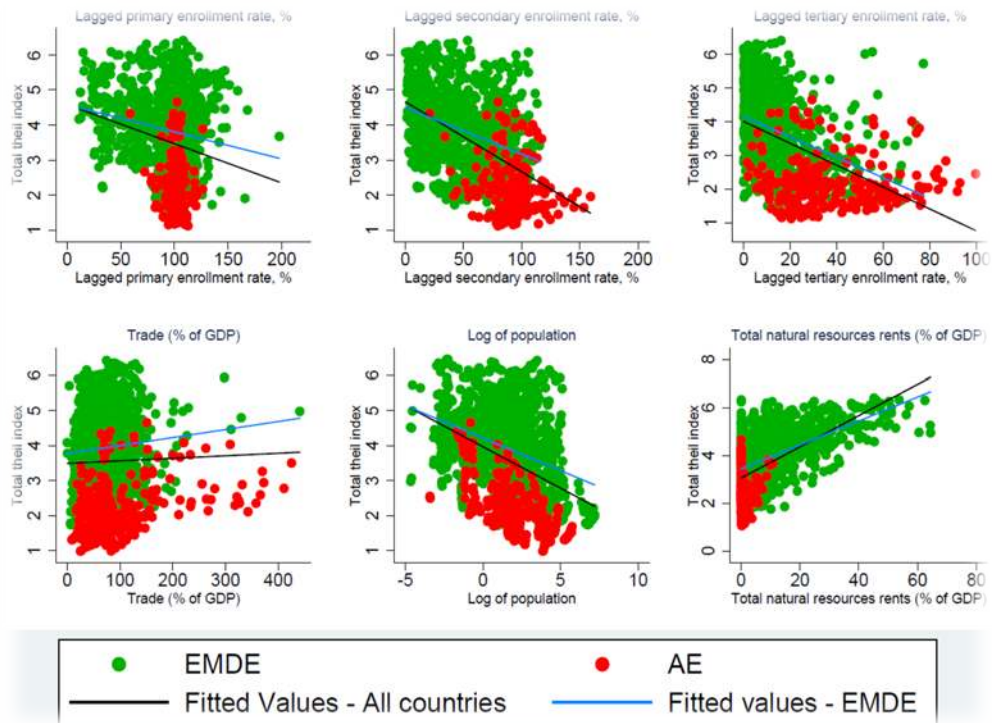 Lagged primary enrollment rate, %
Total theil index
6
5
4
3
2
1
0 50 100 150 200
Lagged primary enrollment rate, %
Lagged secondary enrollment rate, %
Total theil index
6
5
4
3
2
1
0 50 100 150 200
Lagged secondary enrollment rate, %
Lagged tertiary enrollment rate, %
Total theil index
6
5
4
3
2
1
0 20 40 60 80 100
Lagged tertiary enrollment rate, %
Trade (% of GDP)
Total theil index
6
5
4
3
2
1
0 100 200 300 400
Trade (% of GDP)
Log of population
Total theil index
6
5
4
3
2
1
-5 0 5 10
Log of population
Total natural resources rents (% of GDP)
Total theil index
8
6
4
2
0
0 20 40 60 80
Total natural resources rents (% of GDP)
EMDE
AE
Fitted Values - All countries
Fitted values - EMDE